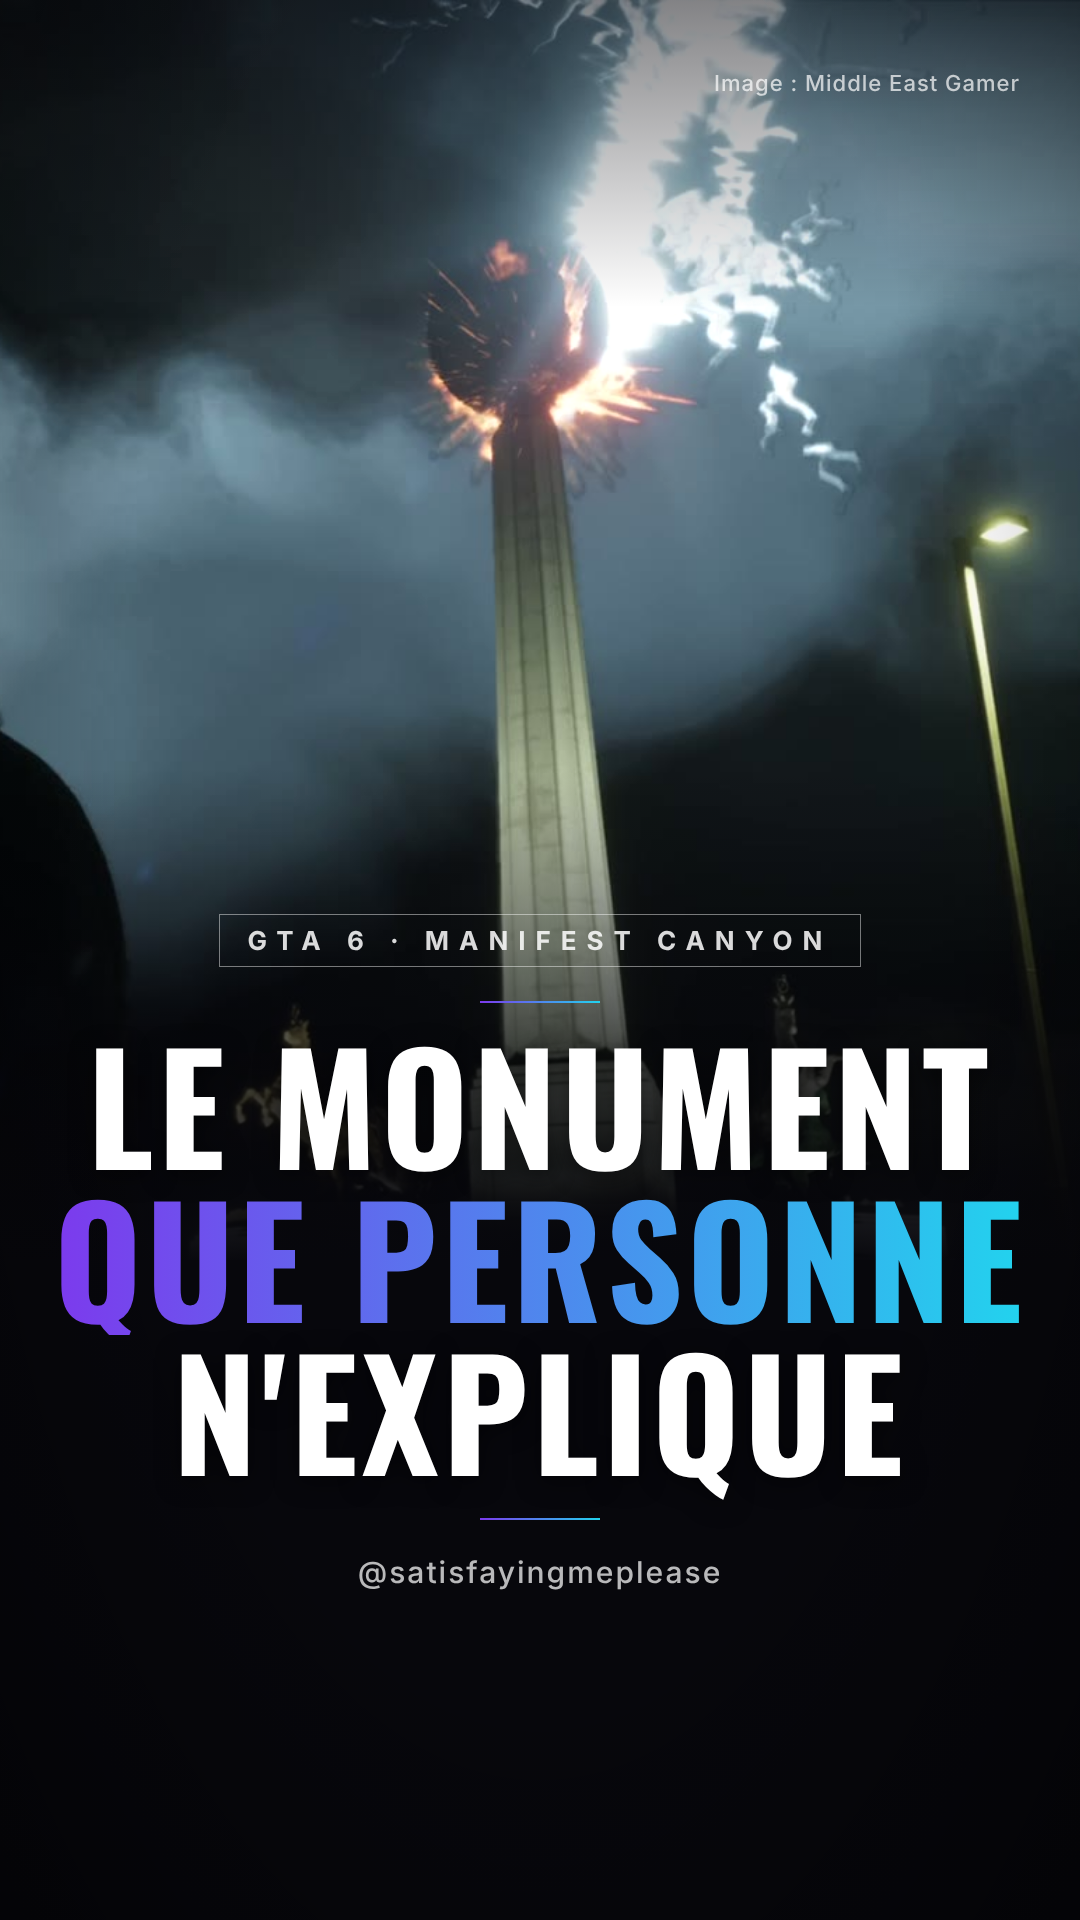 Image : Middle East Gamer
GTA 6 · MANIFEST CANYON
LE MONUMENT
QUE PERSONNE
N'EXPLIQUE
@satisfayingmeplease